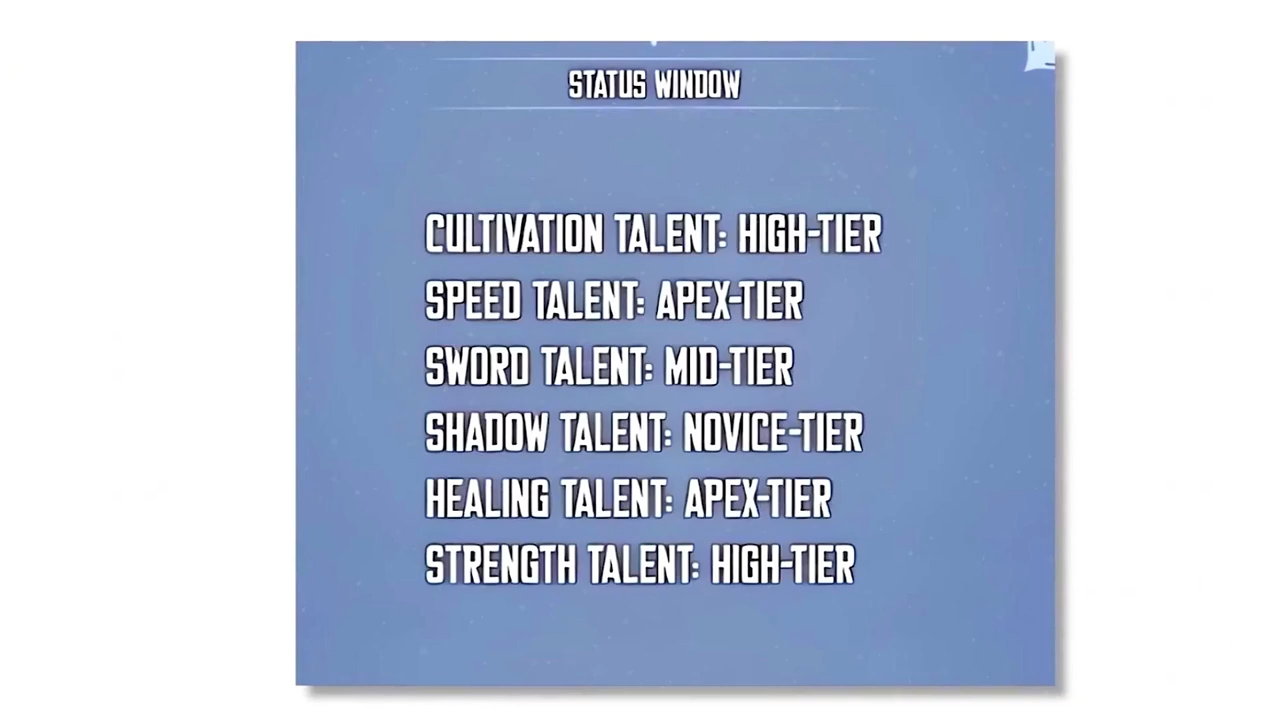 STATUS WINDOW
CULTIVATION TALENT: HIGH-TIER
SPEED TALENT: APEX-TIER
SWORD TALENT: MID-TIER
SHADOW TALENT: NOVICE-TIER
HEALING TALENT: APEX-TIER
STRENGTH TALENT: HIGH-TIER